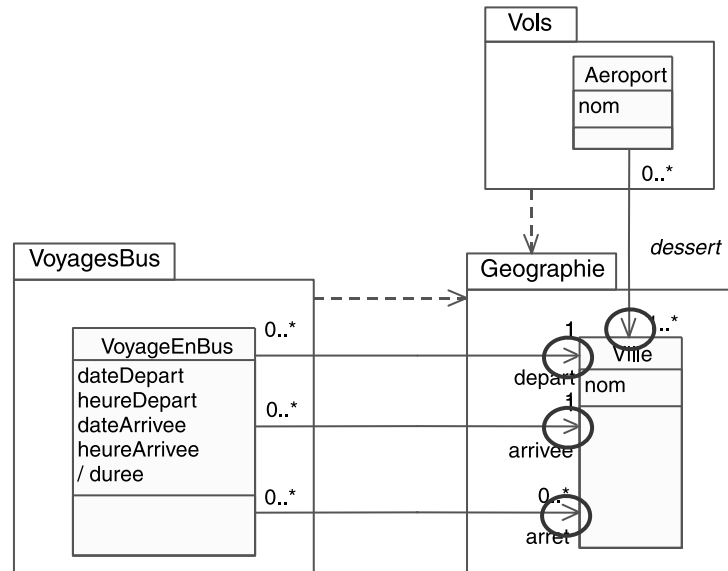 Vols
Aeroport
nom
0..*
dessert
VoyagesBus
Geographie
0..*
1
1..*
VoyageEnBus
Ville
dateDepart
depart
nom
heureDepart
0..*
1
dateArrivee
heureArrivee
arrivee
/ duree
0..*
0..*
arret